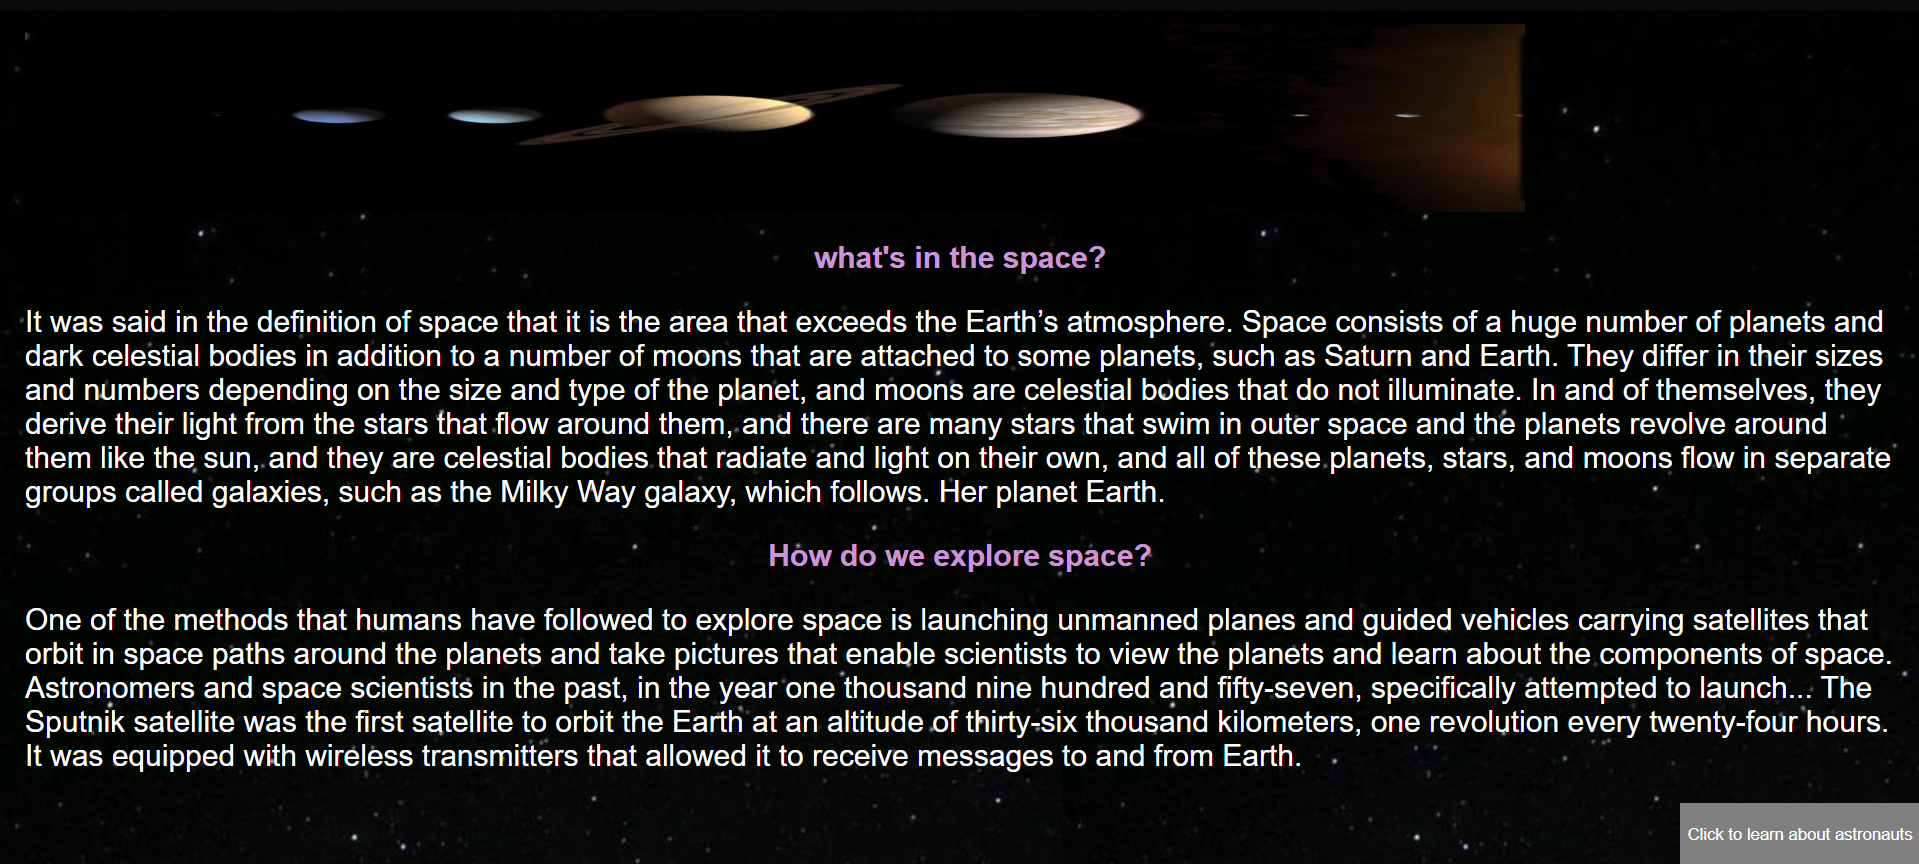 what's in the space?
It was said in the definition of space that it is the area that exceeds the Earth’s atmosphere. Space consists of a huge number of planets and
dark celestial bodies in addition to a number of moons that are attached to some planets, such as Saturn and Earth. They differ in their sizes
and numbers depending on the size and type of the planet, and moons are celestial bodies that do not illuminate. In and of themselves, they
derive their light from the stars that flow around them, and there are many stars that swim in outer space and the planets revolve around
them like the sun, and they are celestial bodies that radiate and light on their own, and all of these planets, stars, and moons flow in separate
groups called galaxies, such as the Milky Way galaxy, which follows. Her planet Earth.
How do we explore space?
One of the methods that humans have followed to explore space is launching unmanned planes and guided vehicles carrying satellites that
orbit in space paths around the planets and take pictures that enable scientists to view the planets and learn about the components of space.
Astronomers and space scientists in the past, in the year one thousand nine hundred and fifty-seven, specifically attempted to launch... The
Sputnik satellite was the first satellite to orbit the Earth at an altitude of thirty-six thousand kilometers, one revolution every twenty-four hours.
It was equipped with wireless transmitters that allowed it to receive messages to and from Earth.
Click to learn about astronauts